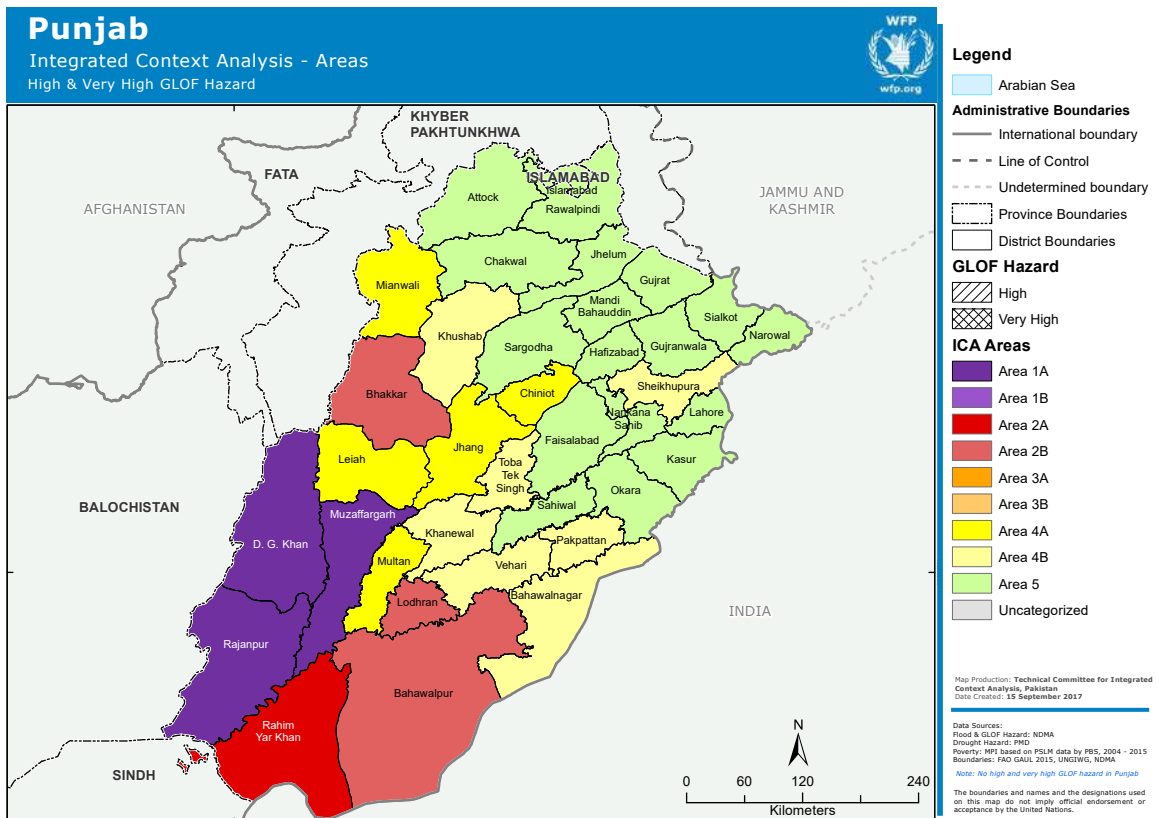 Punjab
Integrated Context Analysis - Areas
High & Very High GLOF Hazard
WFP
wfp.org
KHYBER
PAKHTUNKHWA
FATA
ISLAMABAD
Islamabad
AFGHANISTAN
JAMMU AND
KASHMIR
Attock
Rawalpindi
Chakwal
Jhelum
Mianwali
Gujrat
Mandi
Bahauddin
Sialkot
Khushab
Narowal
Sargodha
Hafizabad
Gujranwala
Sheikhupura
Bhakkar
Chiniot
Nankana
Sahib
Lahore
Faisalabad
Jhang
Leiah
Kasur
Toba
Tek
Singh
Okara
BALOCHISTAN
Muzaffargarh
Sahiwal
Khanewal
D. G. Khan
Pakpattan
Multan
Vehari
Bahawalnagar
Lodhran
INDIA
Rajanpur
Bahawalpur
Rahim
Yar Khan
SINDH
N
0 60 120 240
Kilometers
Legend
Arabian Sea
Administrative Boundaries
International boundary
Line of Control
Undetermined boundary
Province Boundaries
District Boundaries
GLOF Hazard
High
Very High
ICA Areas
Area 1A
Area 1B
Area 2A
Area 2B
Area 3A
Area 3B
Area 4A
Area 4B
Area 5
Uncategorized
Map Production: Technical Committee for Integrated
Context Analysis, Pakistan
Date Created: 15 September 2017
Data Sources:
Flood & GLOF Hazard: NDMA
Drought Hazard: PMD
Poverty: MPI based on PSLM data by PBS, 2004 - 2015
Boundaries: FAO GAUL 2015, UNGIWG, NDMA
Note: No high and very high GLOF hazard in Punjab
The boundaries and names and the designations used
on this map do not imply official endorsement or
acceptance by the United Nations.